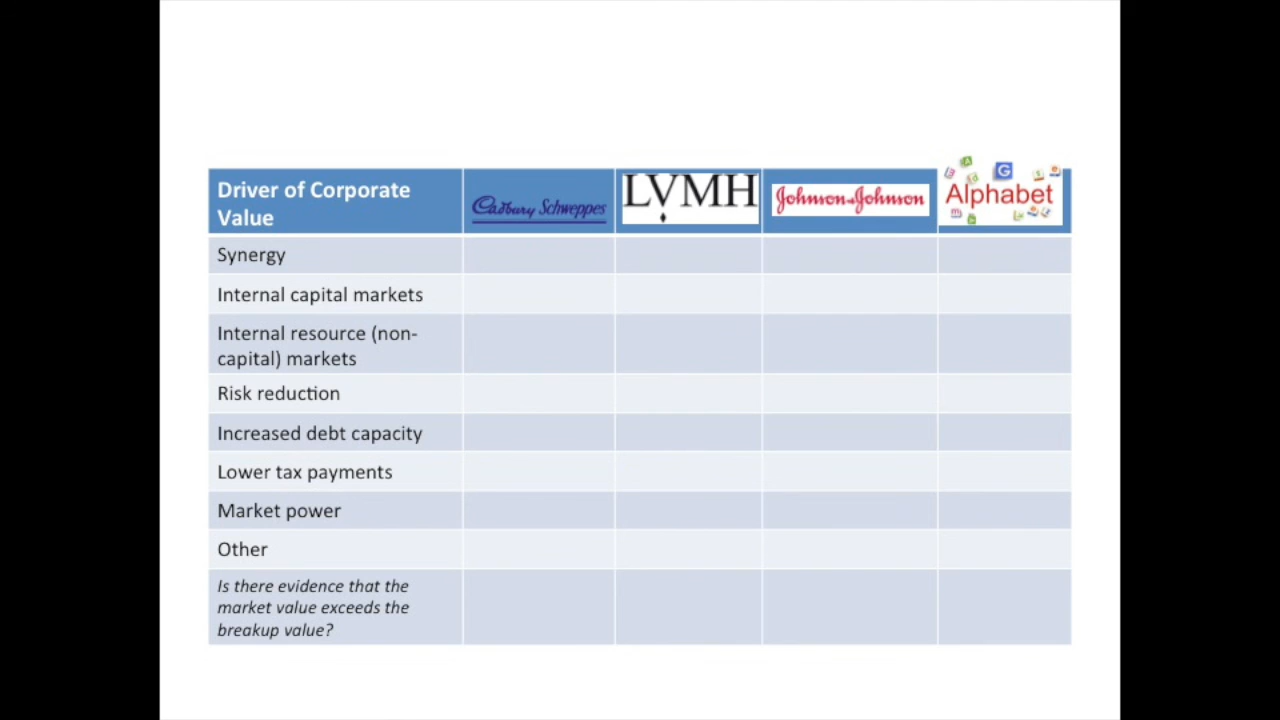 Driver of Corporate
Value
Cadbury Schweppes
LVMH
Johnson & Johnson
G
Alphabet
Synergy
Internal capital markets
Internal resource (non-
capital) markets
Risk reduction
Increased debt capacity
Lower tax payments
Market power
Other
Is there evidence that the
market value exceeds the
breakup value?